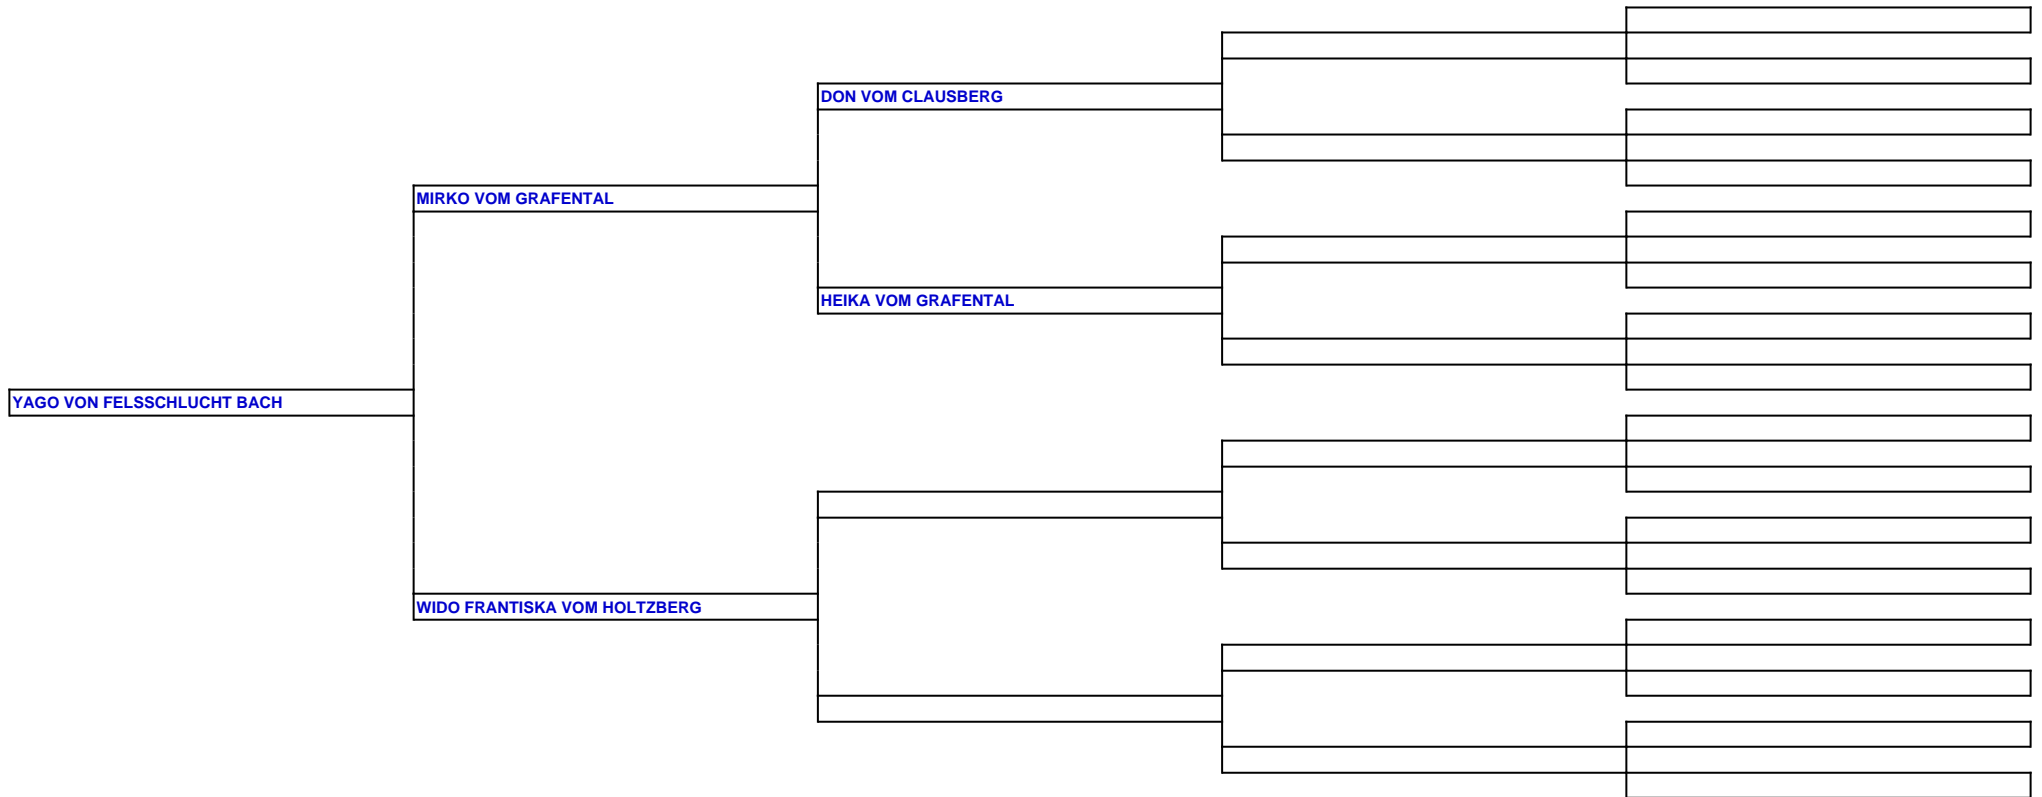 DON VOM CLAUSBERG
MIRKO VOM GRAFENTAL
HEIKA VOM GRAFENTAL
YAGO VON FELSSCHLUCHT BACH
WIDO FRANTISKA VOM HOLTZBERG